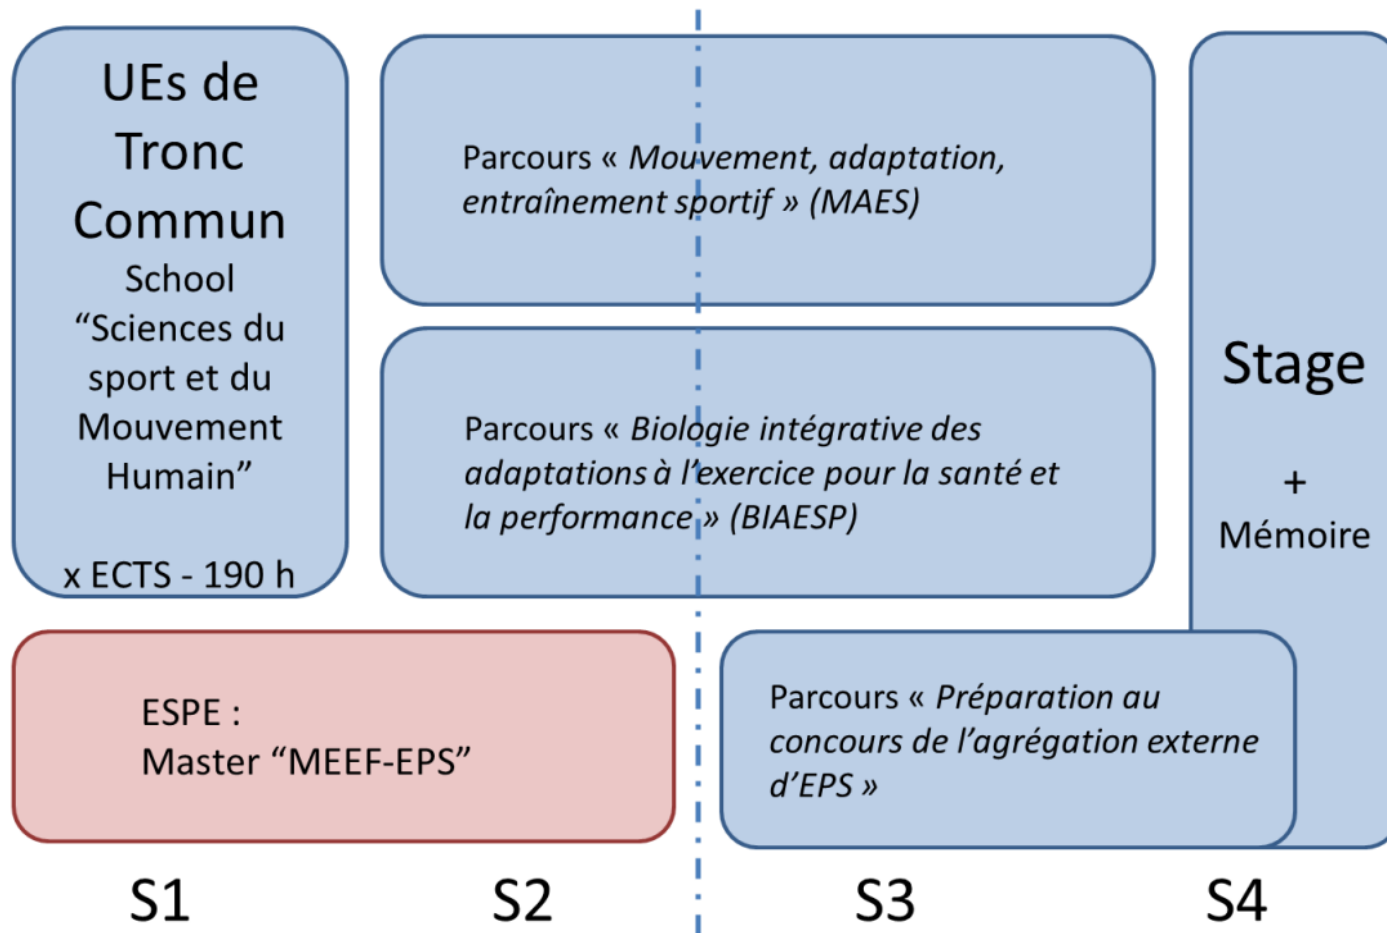 UEs de
Tronc
Commun
School
“Sciences du
sport et du
Mouvement
Humain”
x ECTS - 190 h
Parcours « Mouvement, adaptation,
entraînement sportif » (MAES)
Parcours « Biologie intégrative des
adaptations à l’exercice pour la santé et
la performance » (BIAESP)
Stage
+
Mémoire
ESPE :
Master “MEEF-EPS”
Parcours « Préparation au
concours de l’agrégation externe
d’EPS »
S1
S2
S3
S4